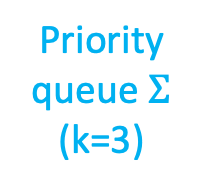 Priority
queue Σ
(k=3)